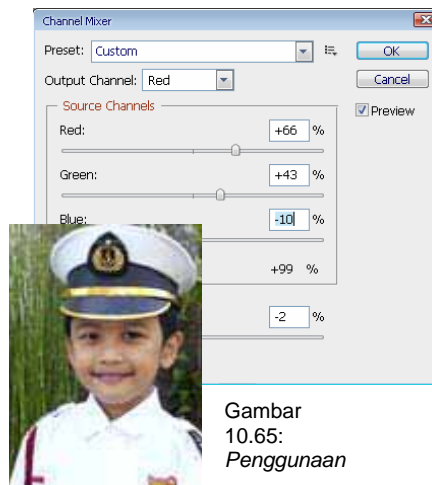 Channel Mixer
Preset: Custom
OK
Output Channel: Red
Cancel
Source Channels
Preview
Red: +66 %
Green: +43 %
Blue: -10 %
+99 %
-2 %
Gambar
10.65:
Penggunaan